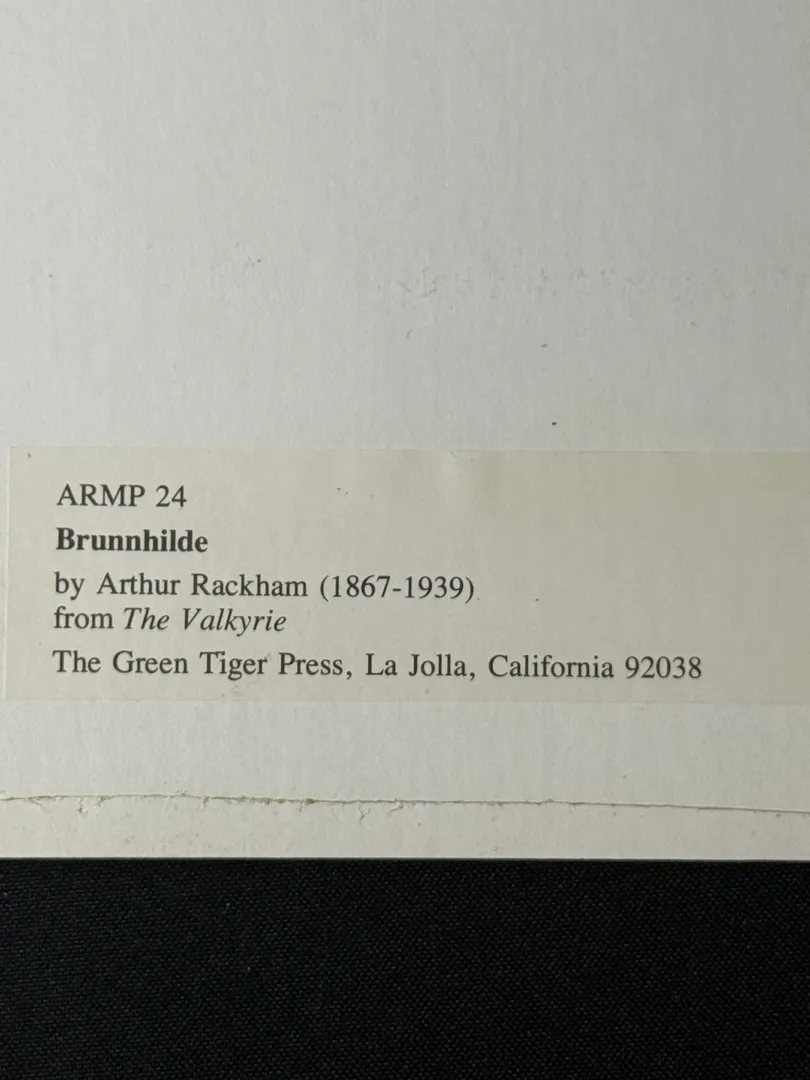 ARMP 24
Brunnhilde
by Arthur Rackham (1867-1939)
from The Valkyrie
The Green Tiger Press, La Jolla, California 92038